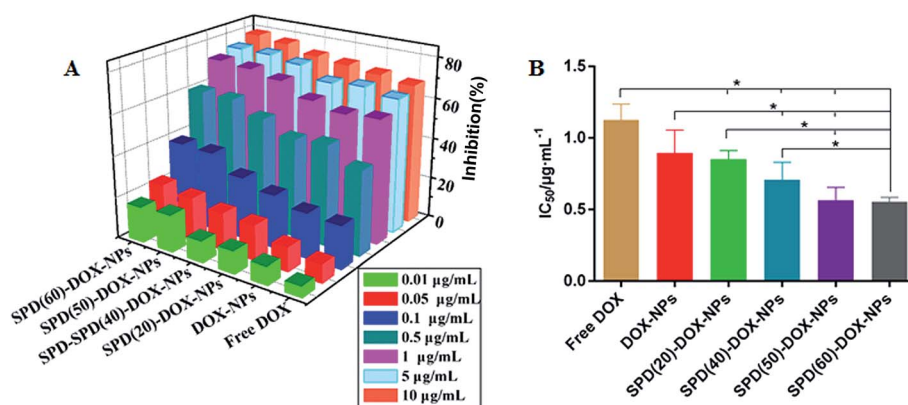 A
80
60
40
20
0
Inhibition(%)
SPD(60)-DOX-NPs
SPD(50)-DOX-NPs
SPD-SPD(40)-DOX-NPs
SPD(20)-DOX-NPs
DOX-NPs
Free DOX
0.01 µg/mL
0.05 µg/mL
0.1 µg/mL
0.5 µg/mL
1 µg/mL
5 µg/mL
10 µg/mL
B
IC50/µg·mL-1
1.5
1.0
0.5
0.0
*
*
*
*
Free DOX
DOX-NPs
SPD(20)-DOX-NPs
SPD(40)-DOX-NPs
SPD(50)-DOX-NPs
SPD(60)-DOX-NPs